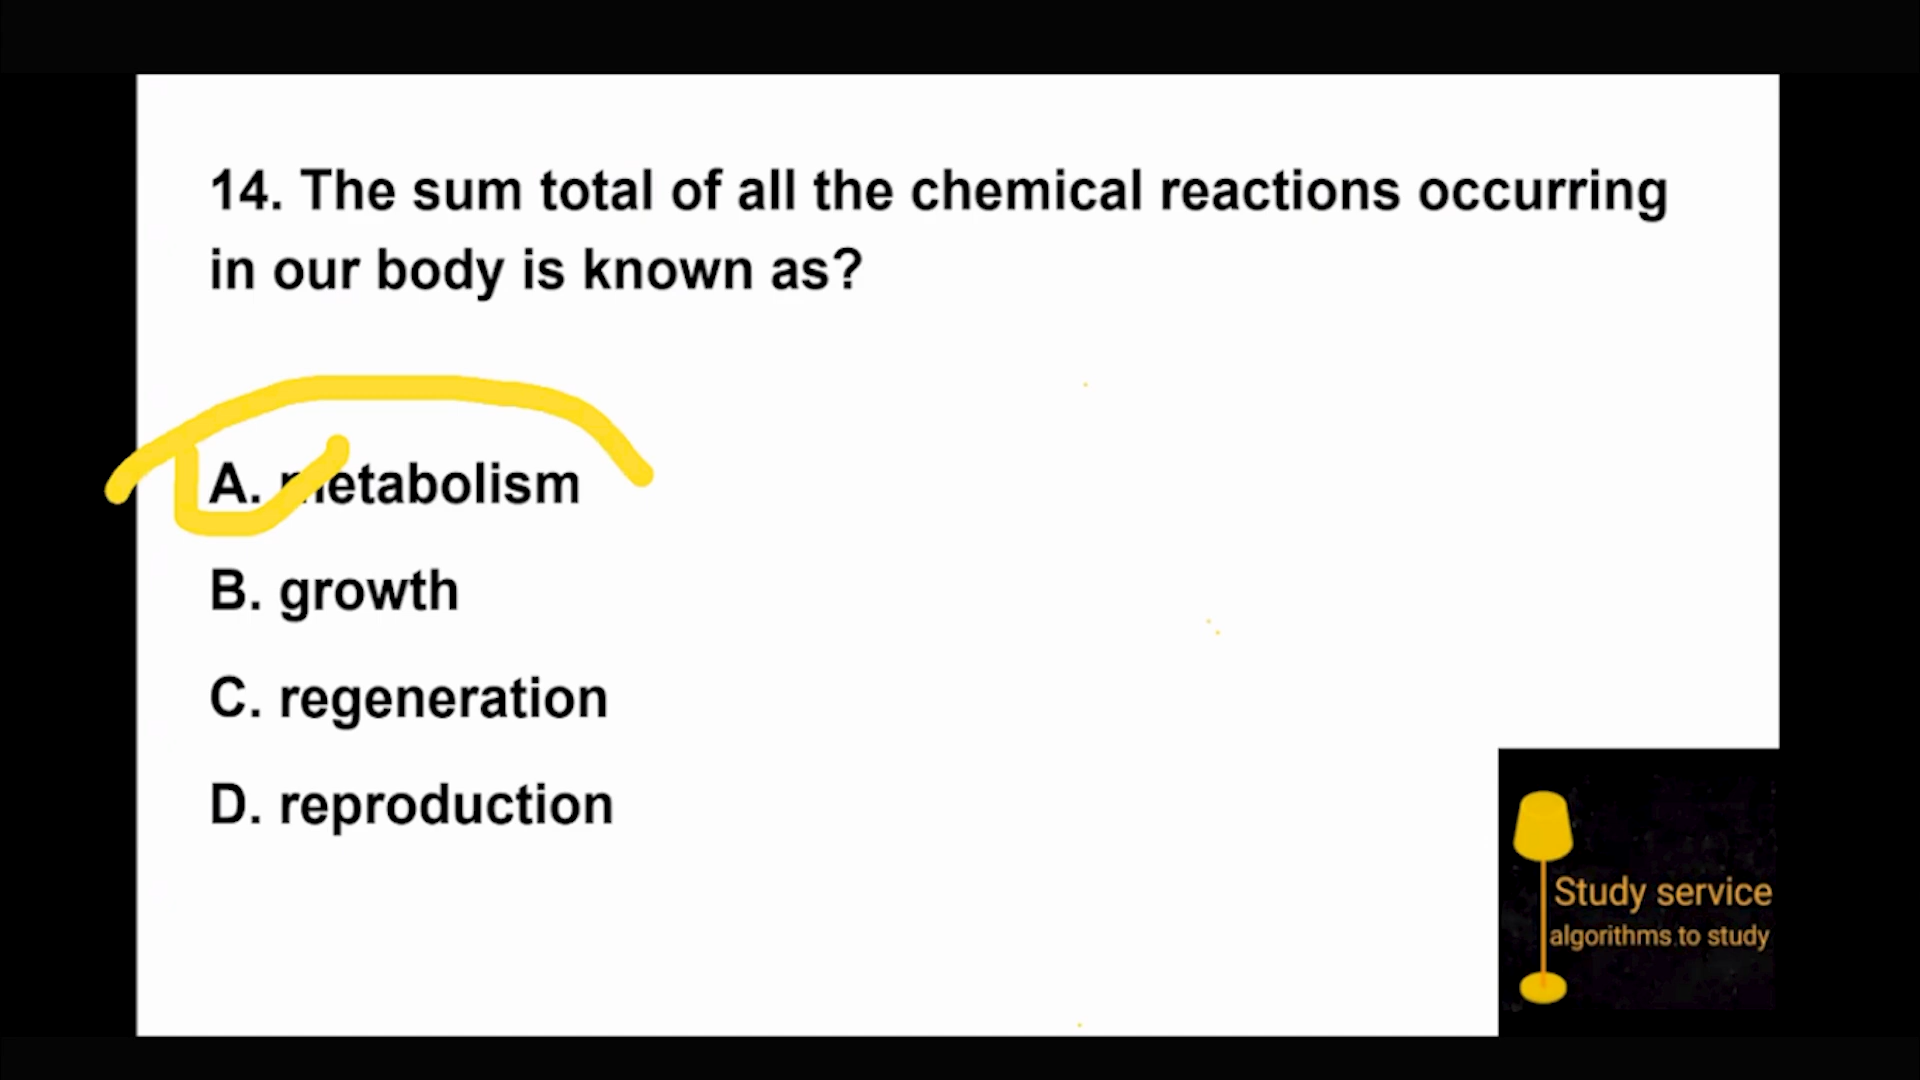 14. The sum total of all the chemical reactions occurring
in our body is known as?
A. metabolism
B. growth
C. regeneration
D. reproduction
Study service
algorithms to study